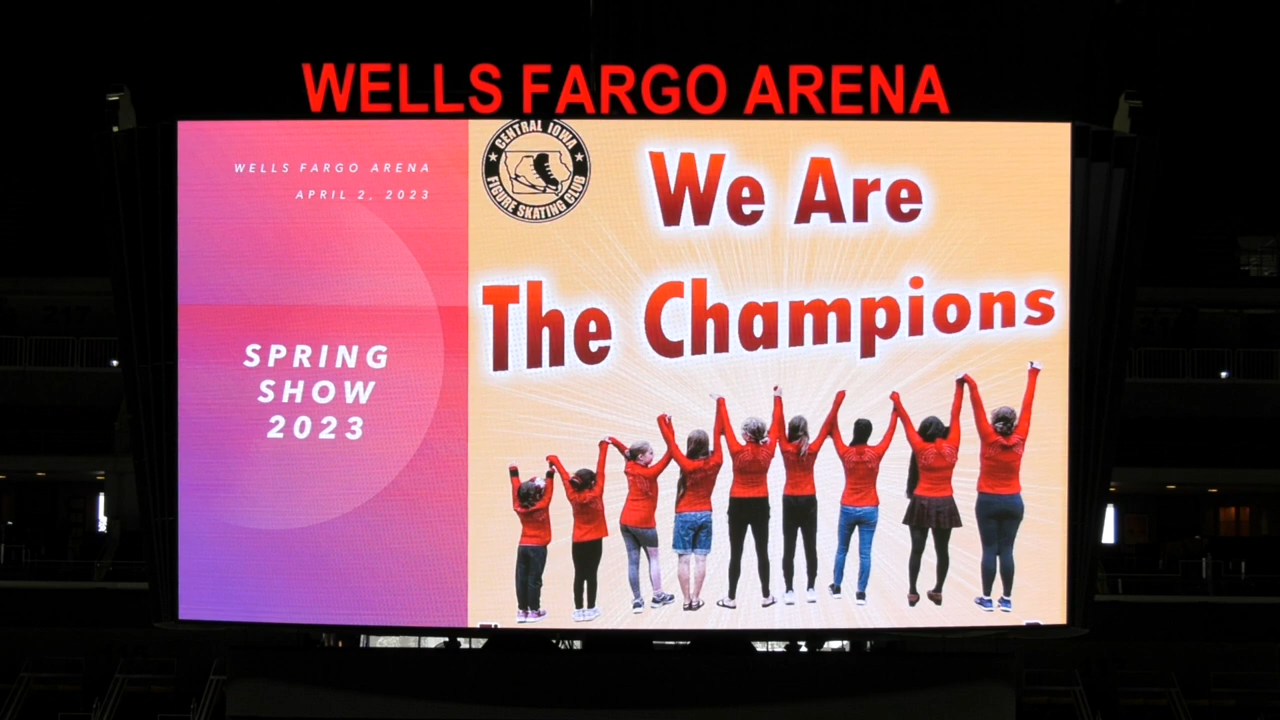 WELLS FARGO ARENA
WELLS FARGO ARENA
APRIL 2, 2023
SPRING
SHOW
2023
CENTRAL IOWA
FIGURE SKATING CLUB
We Are
The Champions